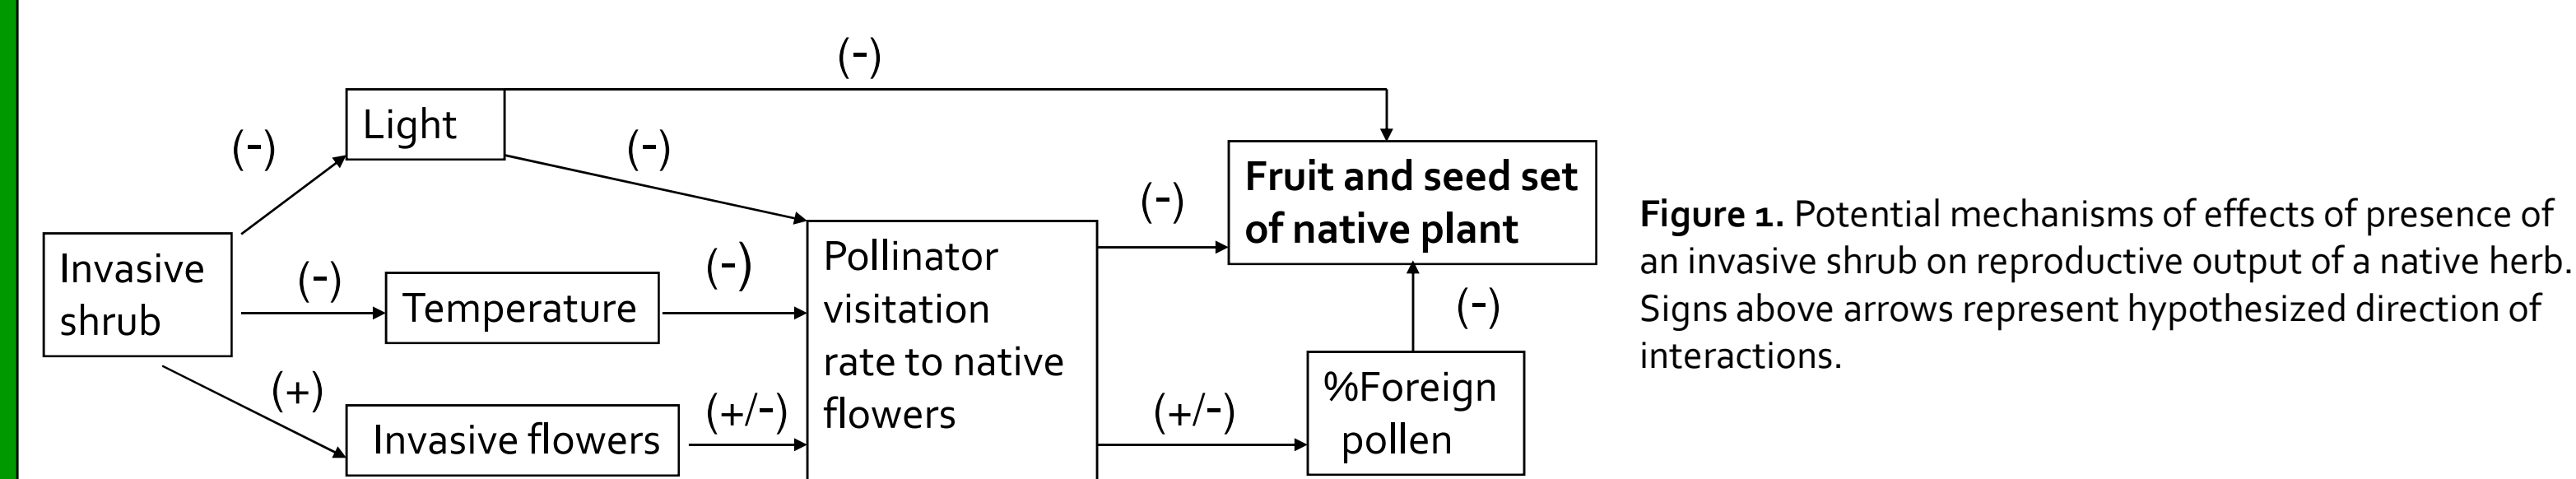 (-)
Light
(-)
(-)
(-)
Fruit and seed set
of native plant
Invasive
shrub
(-)
Temperature
(-)
Pollinator
visitation
rate to native
flowers
(-)
(+)
Invasive flowers
(+/-)
(+/-)
%Foreign
pollen
Figure 1. Potential mechanisms of effects of presence of
an invasive shrub on reproductive output of a native herb.
Signs above arrows represent hypothesized direction of
interactions.